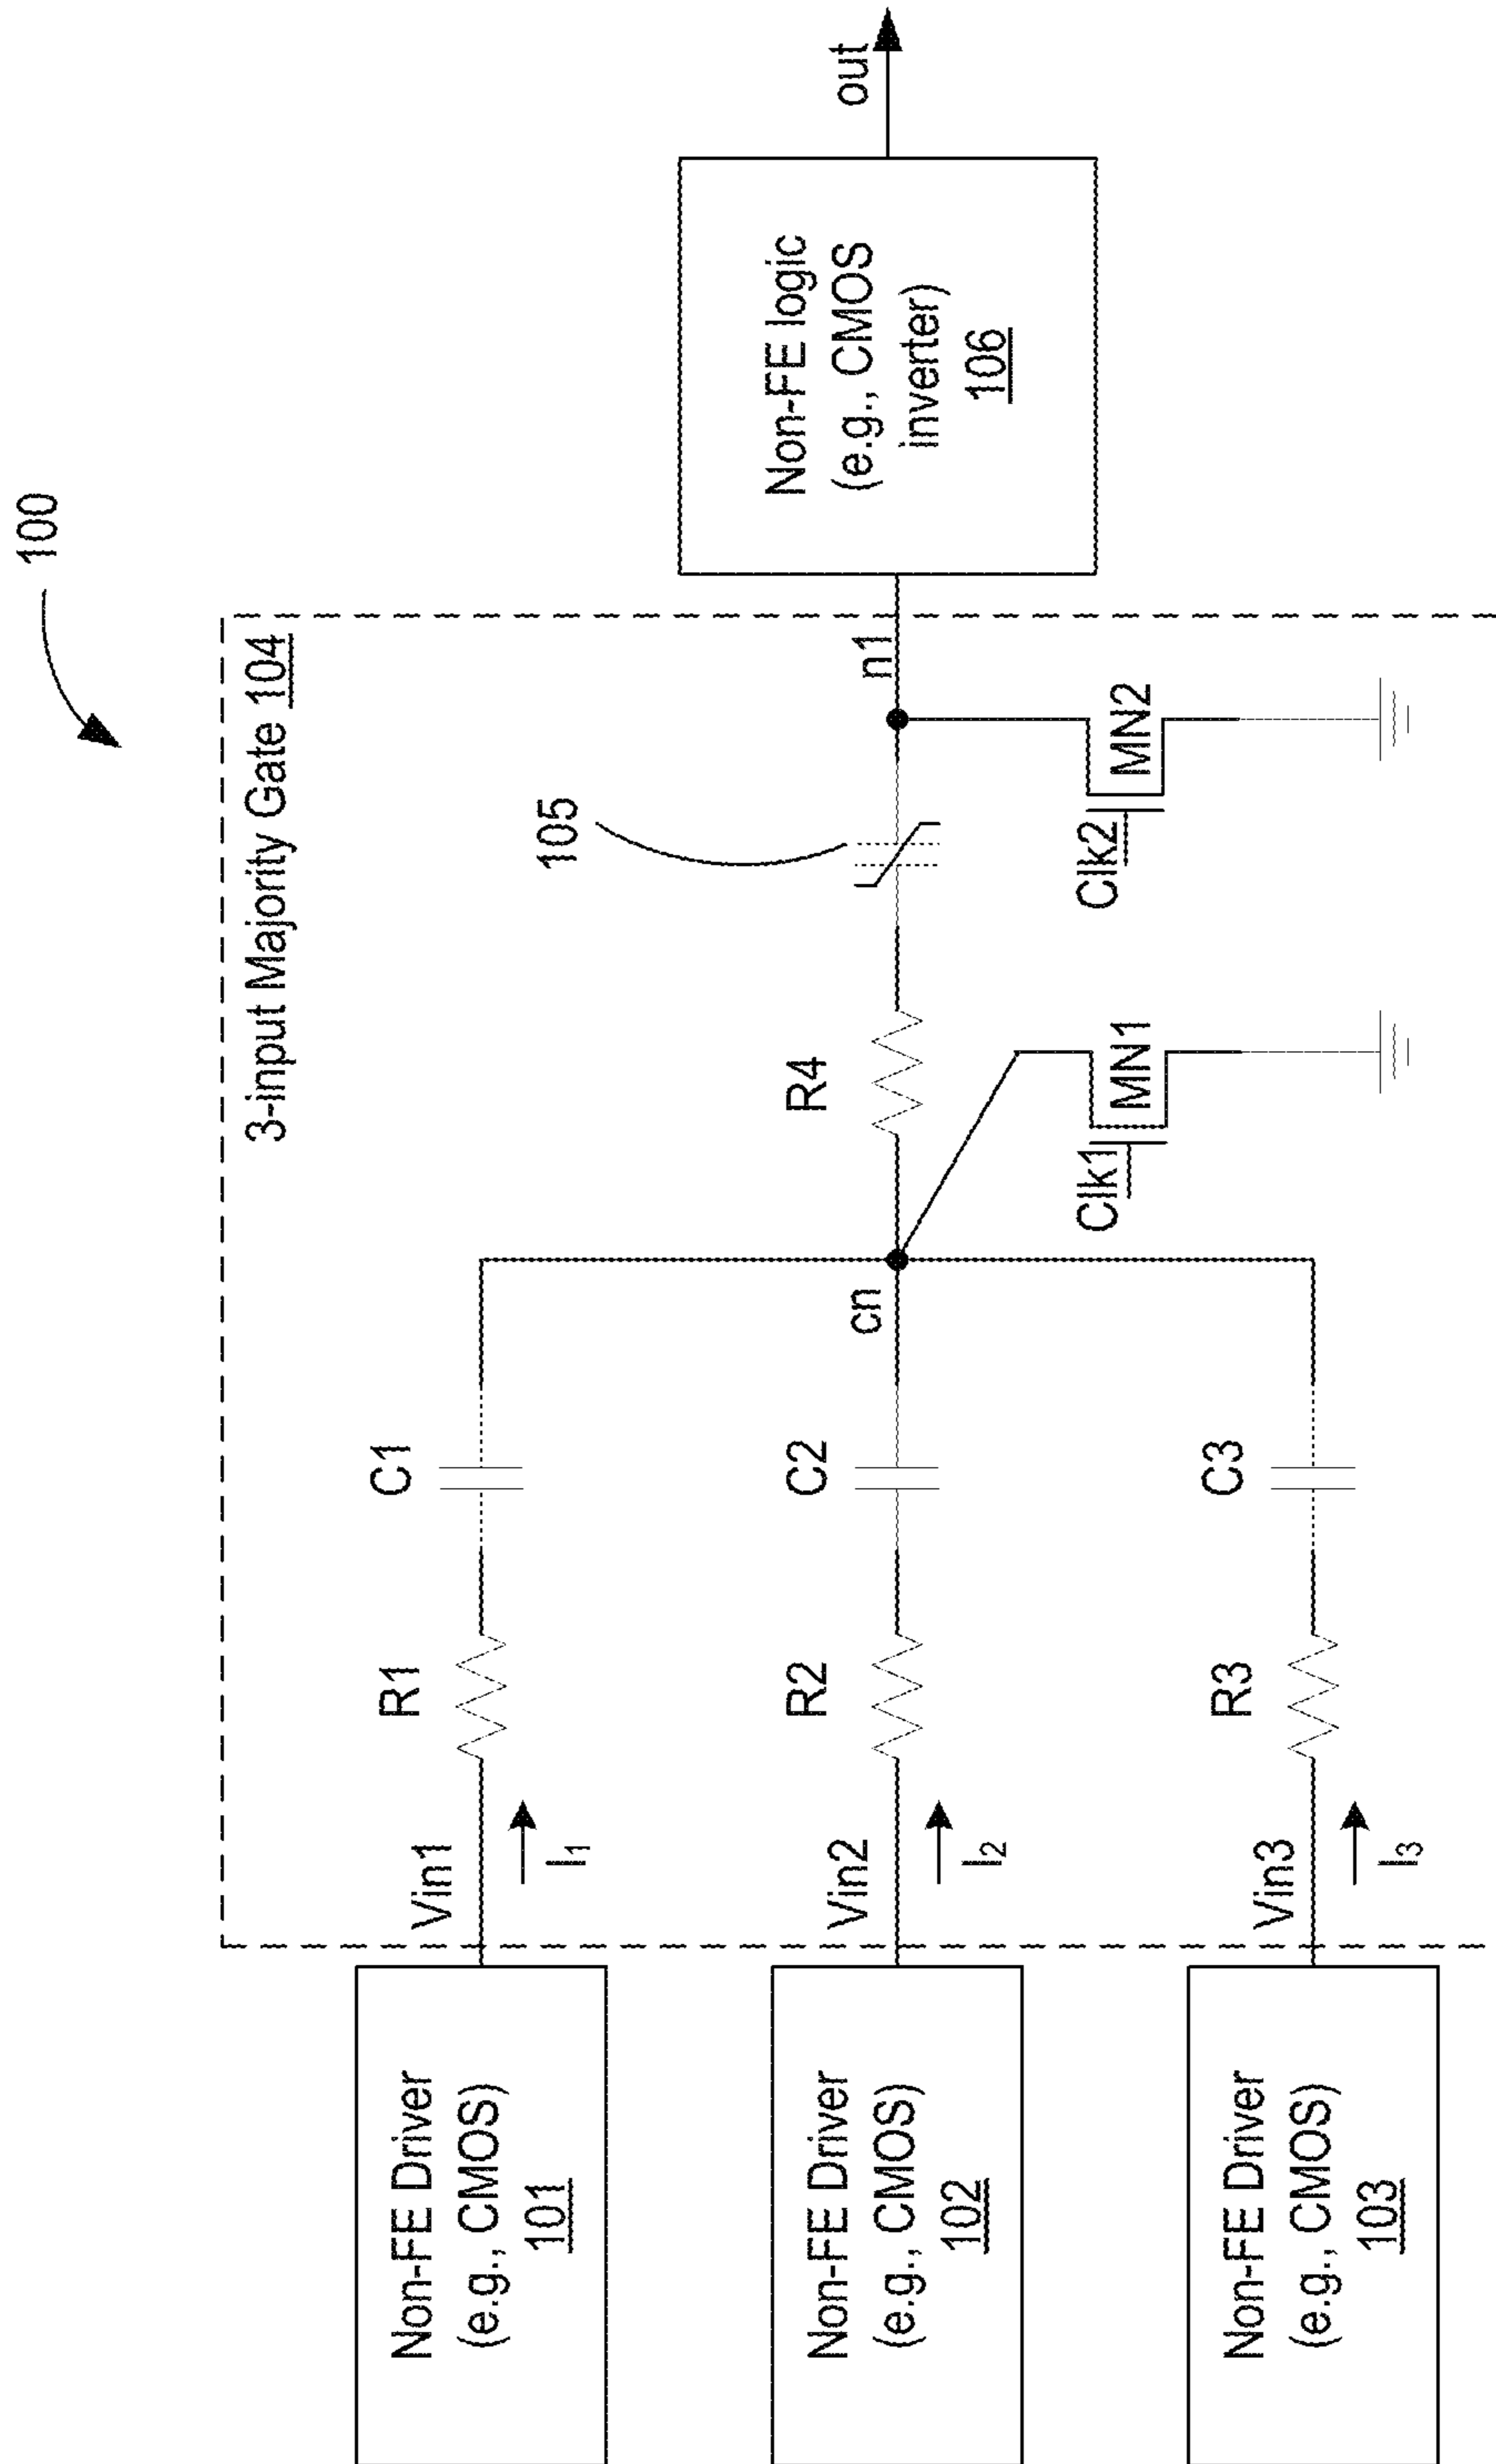 100
3-input Majority Gate 104
Non-FE Driver
(e.g., CMOS)
101
Vin1
I1
R1
C1
Non-FE Driver
(e.g., CMOS)
102
Vin2
I2
R2
C2
cn
R4
105
n1
Non-FE logic
(e.g., CMOS
inverter)
106
out
Non-FE Driver
(e.g., CMOS)
103
Vin3
I3
R3
C3
Clk1
MN1
Clk2
MN2